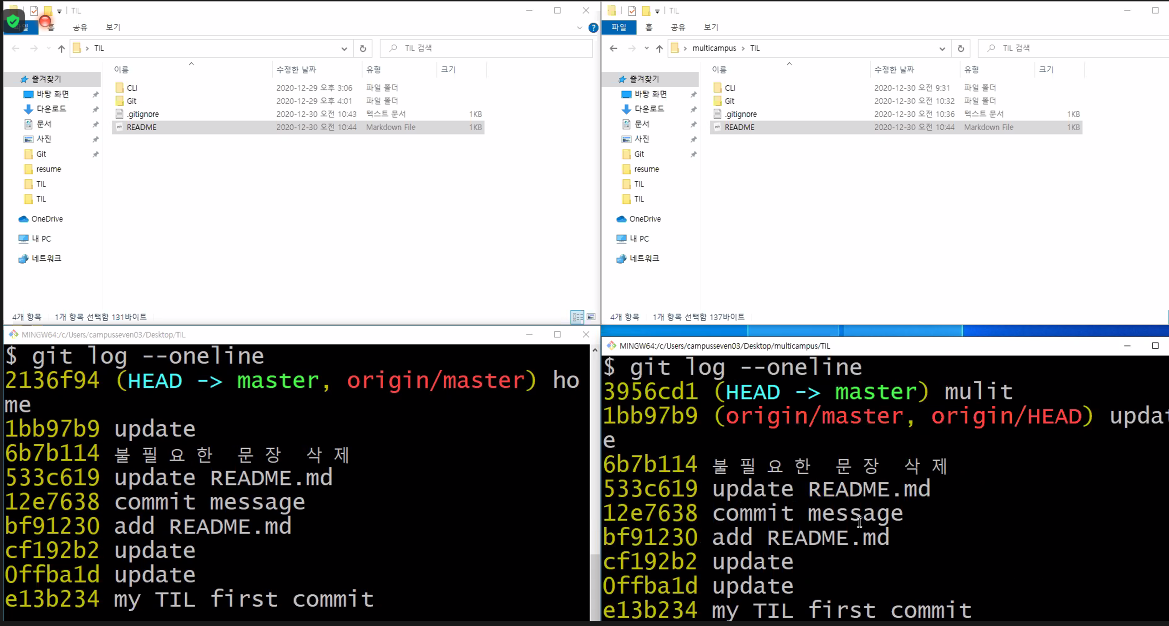 TIL
파일 홈 공유 보기
TIL
TIL 검색
이름 수정한 날짜 유형 크기
즐겨찾기
바탕 화면
다운로드
문서
사진
Git
resume
TIL
TIL
OneDrive
내 PC
네트워크
CLI 2020-12-29 오후 3:06 파일 폴더
Git 2020-12-29 오후 4:01 파일 폴더
.gitignore 2020-12-30 오전 10:43 텍스트 문서 1KB
README 2020-12-30 오전 10:44 Markdown File 1KB
4개 항목 1개 항목 선택함 131바이트
TIL
파일 홈 공유 보기
multicampus TIL
TIL 검색
이름 수정한 날짜 유형 크기
즐겨찾기
바탕 화면
다운로드
문서
사진
Git
resume
TIL
TIL
OneDrive
내 PC
네트워크
CLI 2020-12-30 오전 9:31 파일 폴더
Git 2020-12-30 오전 10:32 파일 폴더
.gitignore 2020-12-30 오전 10:36 텍스트 문서 1KB
README 2020-12-30 오전 10:44 Markdown File 1KB
4개 항목 1개 항목 선택함 137바이트
MINGW64:/c/Users/campusseven03/Desktop/TIL
$ git log --oneline
2136f94 (HEAD -> master, origin/master) ho
me
1bb97b9 update
6b7b114 불필요한 문장 삭제
533c619 update README.md
12e7638 commit message
bf91230 add README.md
cf192b2 update
0ffba1d update
e13b234 my TIL first commit
MINGW64:/c/Users/campusseven03/Desktop/multicampus/TIL
$ git log --oneline
3956cd1 (HEAD -> master) mulit
1bb97b9 (origin/master, origin/HEAD) updat
e
6b7b114 불필요한 문장 삭제
533c619 update README.md
12e7638 commit message
bf91230 add README.md
cf192b2 update
0ffba1d update
e13b234 my TIL first commit